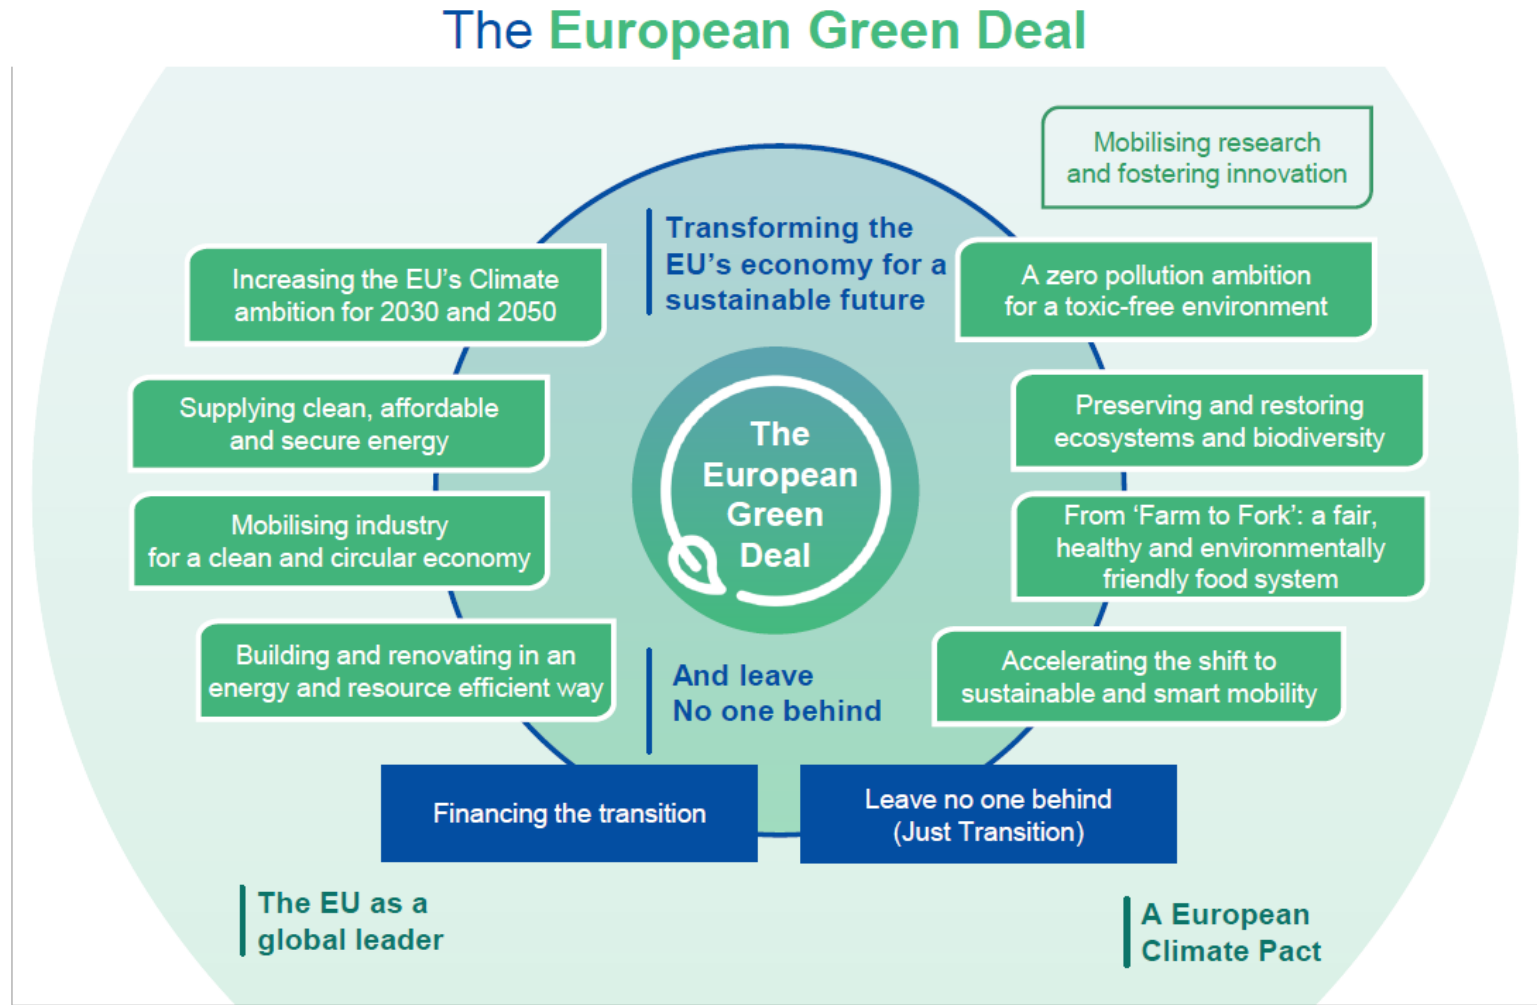 The European Green Deal
Mobilising research
and fostering innovation
Transforming the
EU’s economy for a
sustainable future
Increasing the EU’s Climate
ambition for 2030 and 2050
A zero pollution ambition
for a toxic-free environment
Supplying clean, affordable
and secure energy
Preserving and restoring
ecosystems and biodiversity
The
European
Green
Deal
Mobilising industry
for a clean and circular economy
From ‘Farm to Fork’: a fair,
healthy and environmentally
friendly food system
Building and renovating in an
energy and resource efficient way
Accelerating the shift to
sustainable and smart mobility
And leave
No one behind
Financing the transition
Leave no one behind
(Just Transition)
The EU as a
global leader
A European
Climate Pact